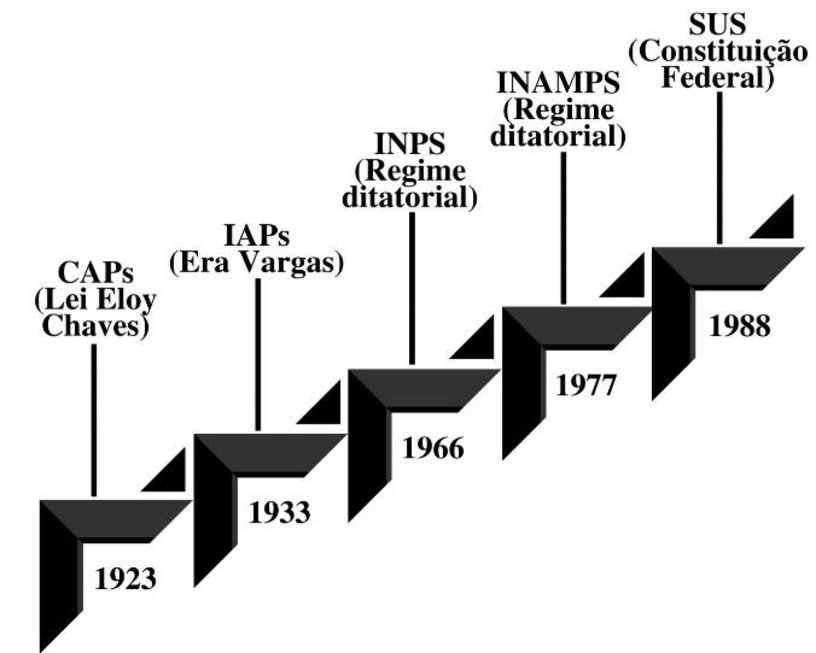 CAPs
(Lei Eloy
Chaves)
1923
IAPs
(Era Vargas)
1933
INPS
(Regime
ditatorial)
1966
INAMPS
(Regime
ditatorial)
1977
SUS
(Constituição
Federal)
1988